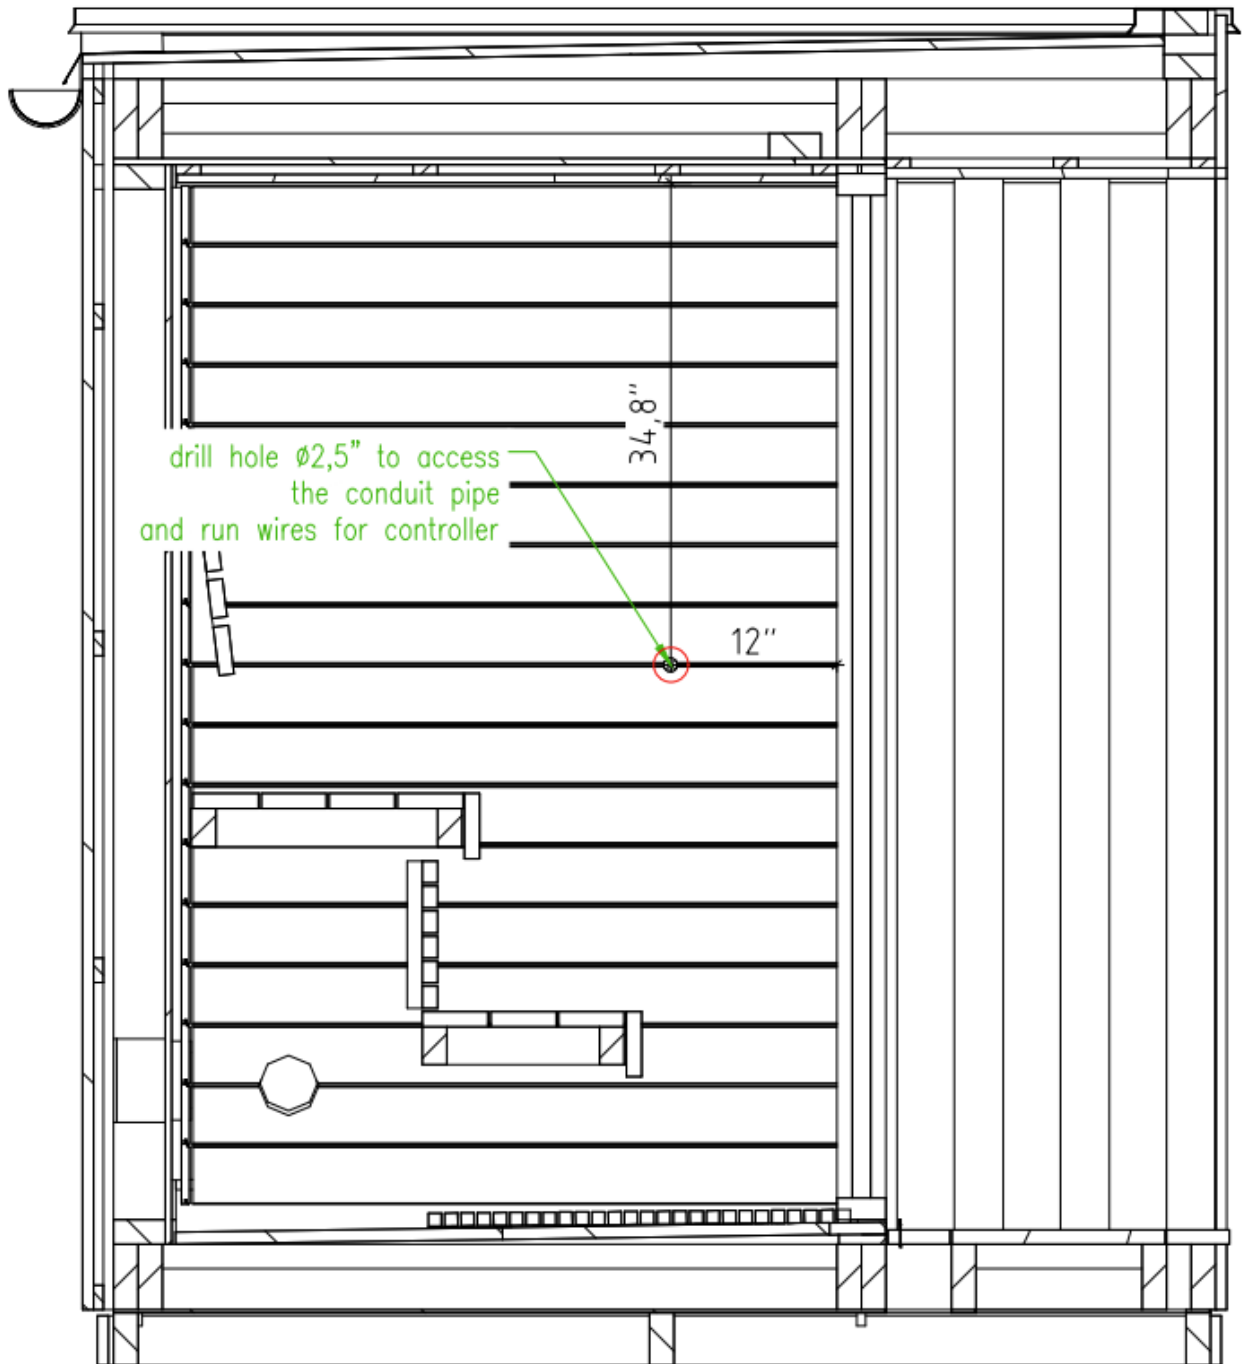 34,8"
drill hole ø2,5" to access
the conduit pipe
and run wires for controller
12"